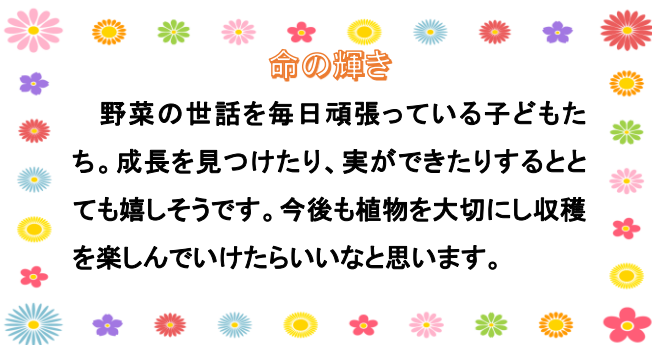 命の輝き
　野菜の世話を毎日頑張っている子どもた
ち。成長を見つけたり、実ができたりするとと
ても嬉しそうです。今後も植物を大切にし収穫
を楽しんでいけたらいいなと思います。